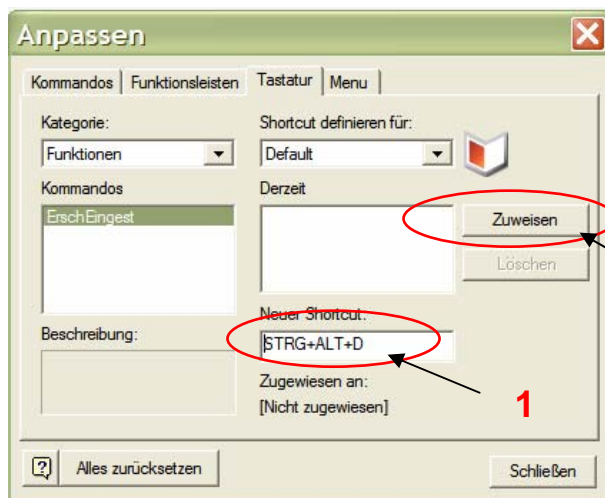 Anpassen
Kommandos Funktionsleisten Tastatur Menu
Kategorie: Shortcut definieren für:
Funktionen Default
Kommandos Derzeit
ErschEingest
Zuweisen
Löschen
Neuer Shortcut:
Beschreibung:
STRG+ALT+D
Zugewiesen an:
[Nicht zugewiesen]
1
? Alles zurücksetzen Schließen